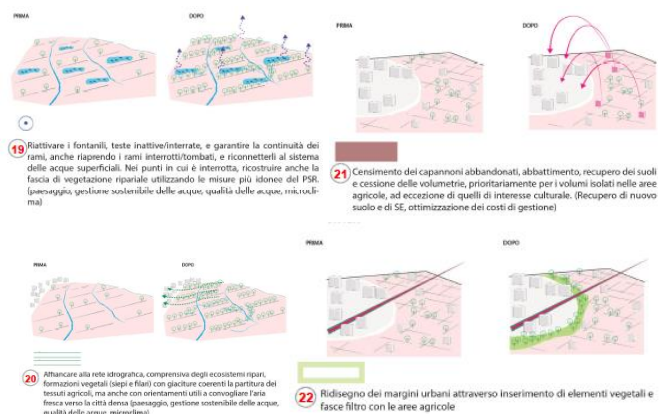 PRIMA
DOPO
19 Riattivare i fontanili, teste inattive/interrate, e garantire la continuità dei
rami, anche riaprendo i rami interrotti/tombati, e riconnetterli al sistema
delle acque superficiali. Nei punti in cui è interrotta, ricostruire anche la
fascia di vegetazione ripariale utilizzando le misure più idonee del PSR.
(paesaggio, gestione sostenibile delle acque, qualità delle acque, microcli-
ma)
PRIMA
DOPO
21 Censimento dei capannoni abbandonati, abbattimento, recupero dei suoli
e cessione delle volumetrie, prioritariamente per i volumi isolati nelle aree
agricole, ad eccezione di quelli di interesse culturale. (Recupero di nuovo
suolo e di SE, ottimizzazione dei costi di gestione)
PRIMA
DOPO
20 Affiancare alla rete idrografica, comprensiva degli ecosistemi ripari,
formazioni vegetali (siepi e filari) con giaciture coerenti la partitura dei
tessuti agricoli, ma anche con orientamenti utili a convogliare l'aria
fresca verso la città densa (paesaggio, gestione sostenibile delle acque,
qualità delle acque, microclima)
PRIMA
DOPO
22 Ridisegno dei margini urbani attraverso inserimento di elementi vegetali e
fasce filtro con le aree agricole